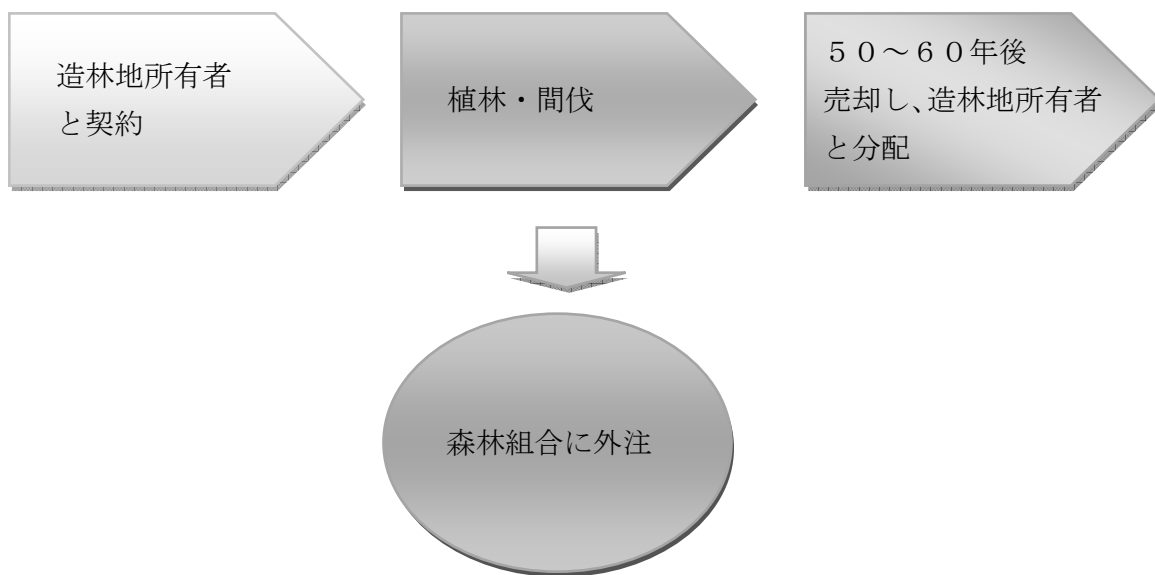 造林地所有者
と契約
植林・間伐
５０～６０年後
売却し、造林地所有者
と分配
森林組合に外注